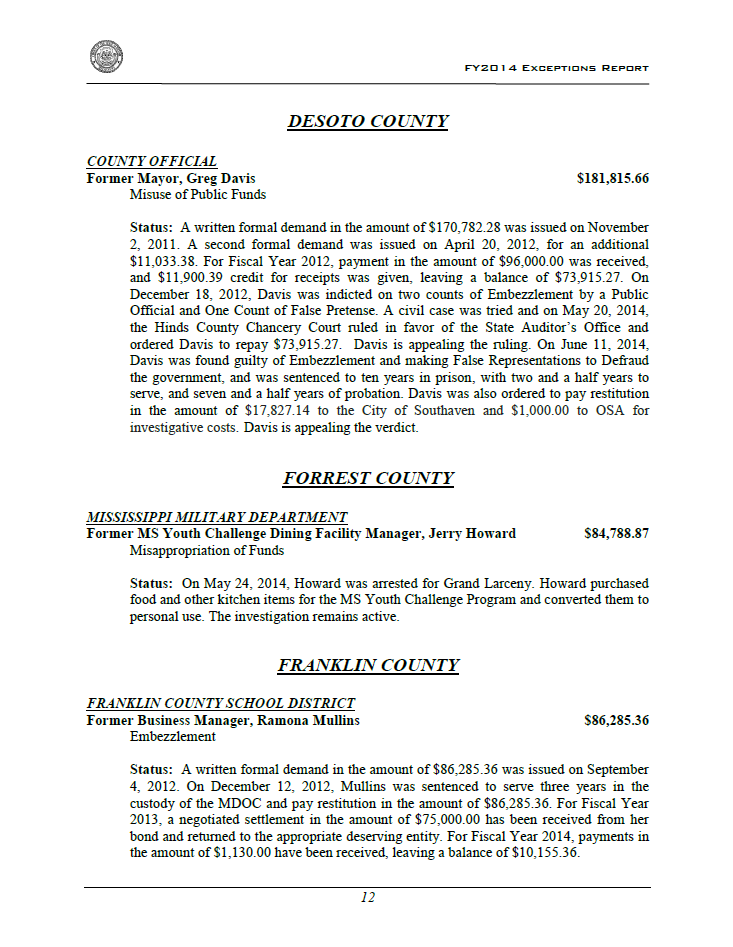 FY2014 Exceptions Report
DESOTO COUNTY
COUNTY OFFICIAL
Former Mayor, Greg Davis $181,815.66
Misuse of Public Funds
Status: A written formal demand in the amount of $170,782.28 was issued on November
2, 2011. A second formal demand was issued on April 20, 2012, for an additional
$11,033.38. For Fiscal Year 2012, payment in the amount of $96,000.00 was received,
and $11,900.39 credit for receipts was given, leaving a balance of $73,915.27. On
December 18, 2012, Davis was indicted on two counts of Embezzlement by a Public
Official and One Count of False Pretense. A civil case was tried and on May 20, 2014,
the Hinds County Chancery Court ruled in favor of the State Auditor's Office and
ordered Davis to repay $73,915.27. Davis is appealing the ruling. On June 11, 2014,
Davis was found guilty of Embezzlement and making False Representations to Defraud
the government, and was sentenced to ten years in prison, with two and a half years to
serve, and seven and a half years of probation. Davis was also ordered to pay restitution
in the amount of $17,827.14 to the City of Southaven and $1,000.00 to OSA for
investigative costs. Davis is appealing the verdict.
FORREST COUNTY
MISSISSIPPI MILITARY DEPARTMENT
Former MS Youth Challenge Dining Facility Manager, Jerry Howard $84,788.87
Misappropriation of Funds
Status: On May 24, 2014, Howard was arrested for Grand Larceny. Howard purchased
food and other kitchen items for the MS Youth Challenge Program and converted them to
personal use. The investigation remains active.
FRANKLIN COUNTY
FRANKLIN COUNTY SCHOOL DISTRICT
Former Business Manager, Ramona Mullins $86,285.36
Embezzlement
Status: A written formal demand in the amount of $86,285.36 was issued on September
4, 2012. On December 12, 2012, Mullins was sentenced to serve three years in the
custody of the MDOC and pay restitution in the amount of $86,285.36. For Fiscal Year
2013, a negotiated settlement in the amount of $75,000.00 has been received from her
bond and returned to the appropriate deserving entity. For Fiscal Year 2014, payments in
the amount of $1,130.00 have been received, leaving a balance of $10,155.36.
12